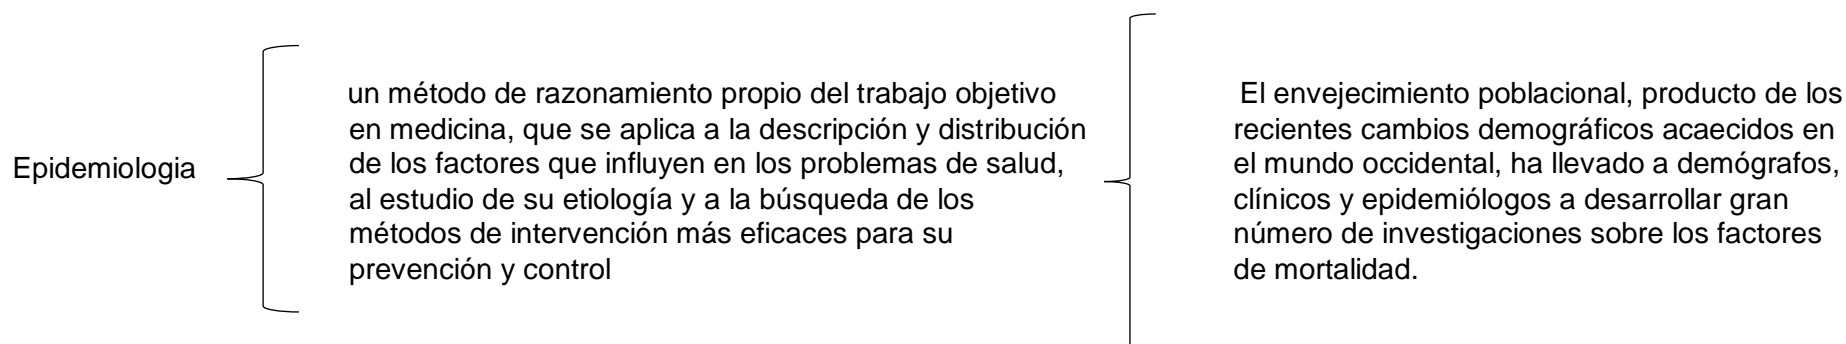 Epidemiologia
un método de razonamiento propio del trabajo objetivo
en medicina, que se aplica a la descripción y distribución
de los factores que influyen en los problemas de salud,
al estudio de su etiología y a la búsqueda de los
métodos de intervención más eficaces para su
prevención y control
El envejecimiento poblacional, producto de los
recientes cambios demográficos acaecidos en
el mundo occidental, ha llevado a demógrafos,
clínicos y epidemiólogos a desarrollar gran
número de investigaciones sobre los factores
de mortalidad.